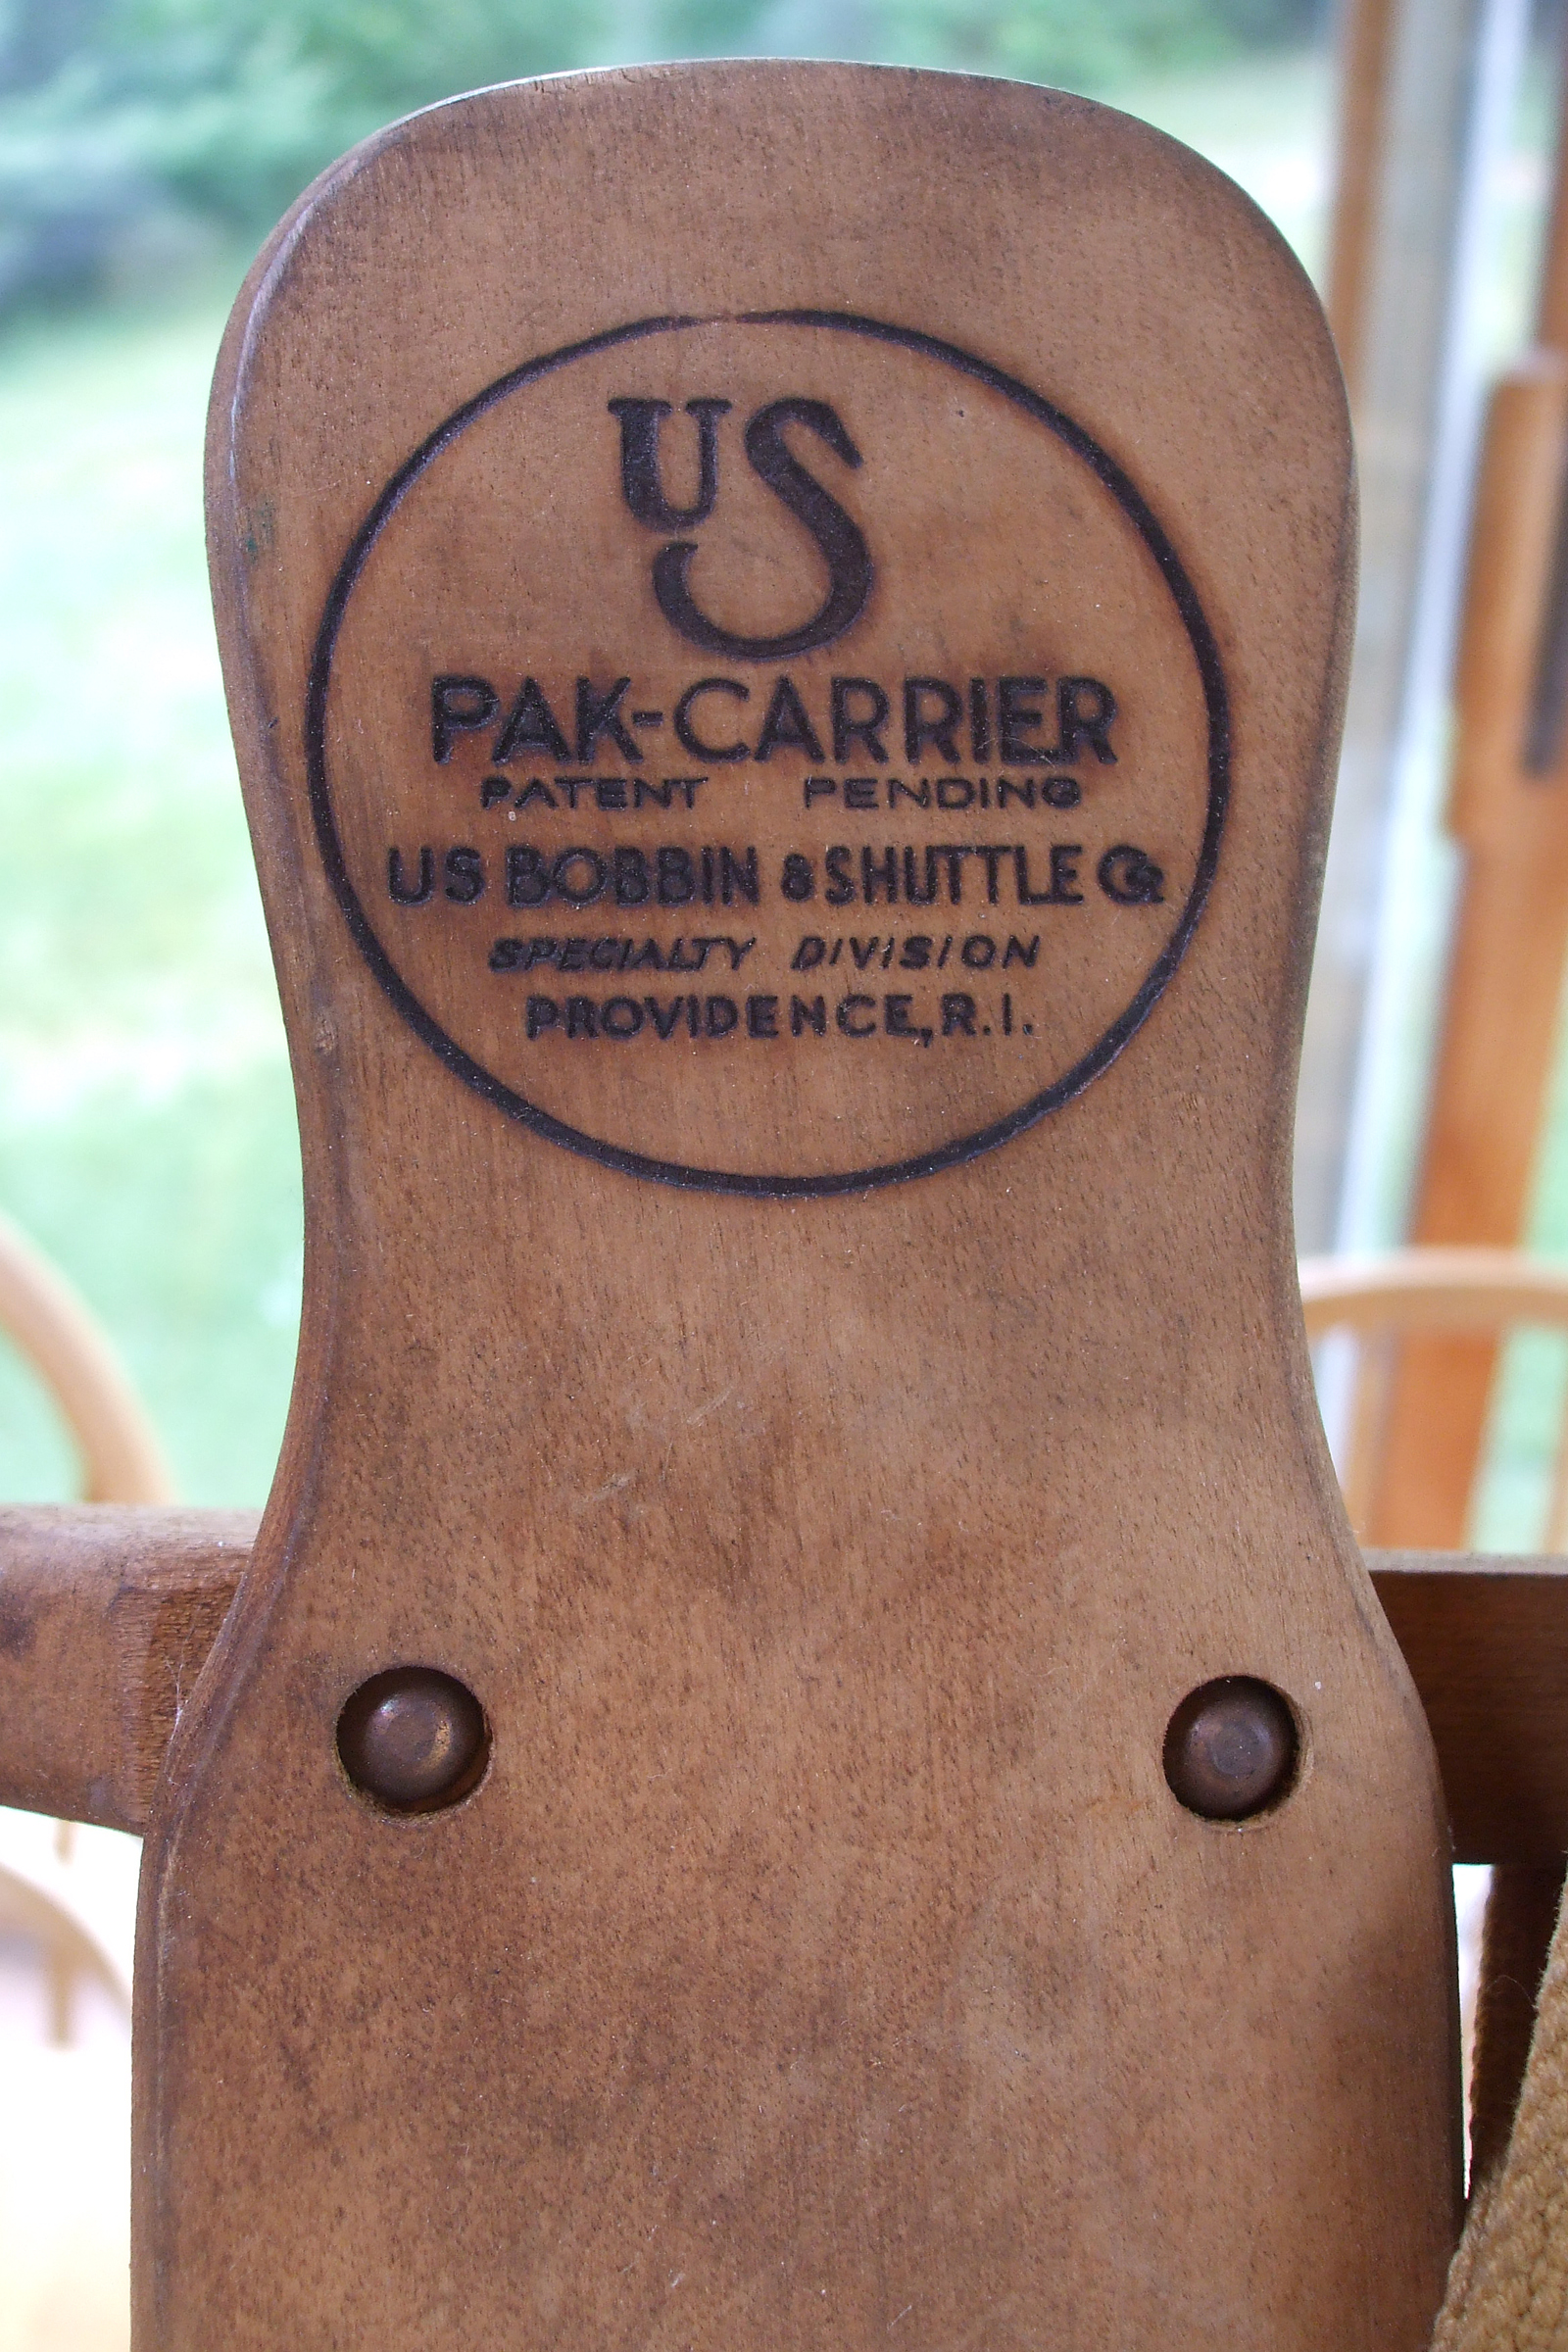 US
PAK-CARRIER
PATENT PENDING
US BOBBIN & SHUTTLE Co
SPECIALTY DIVISION
PROVIDENCE, R.I.